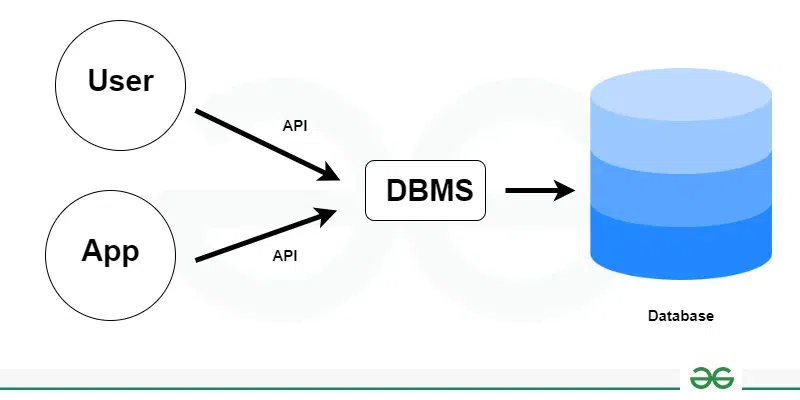 User
API
DBMS
App
API
Database